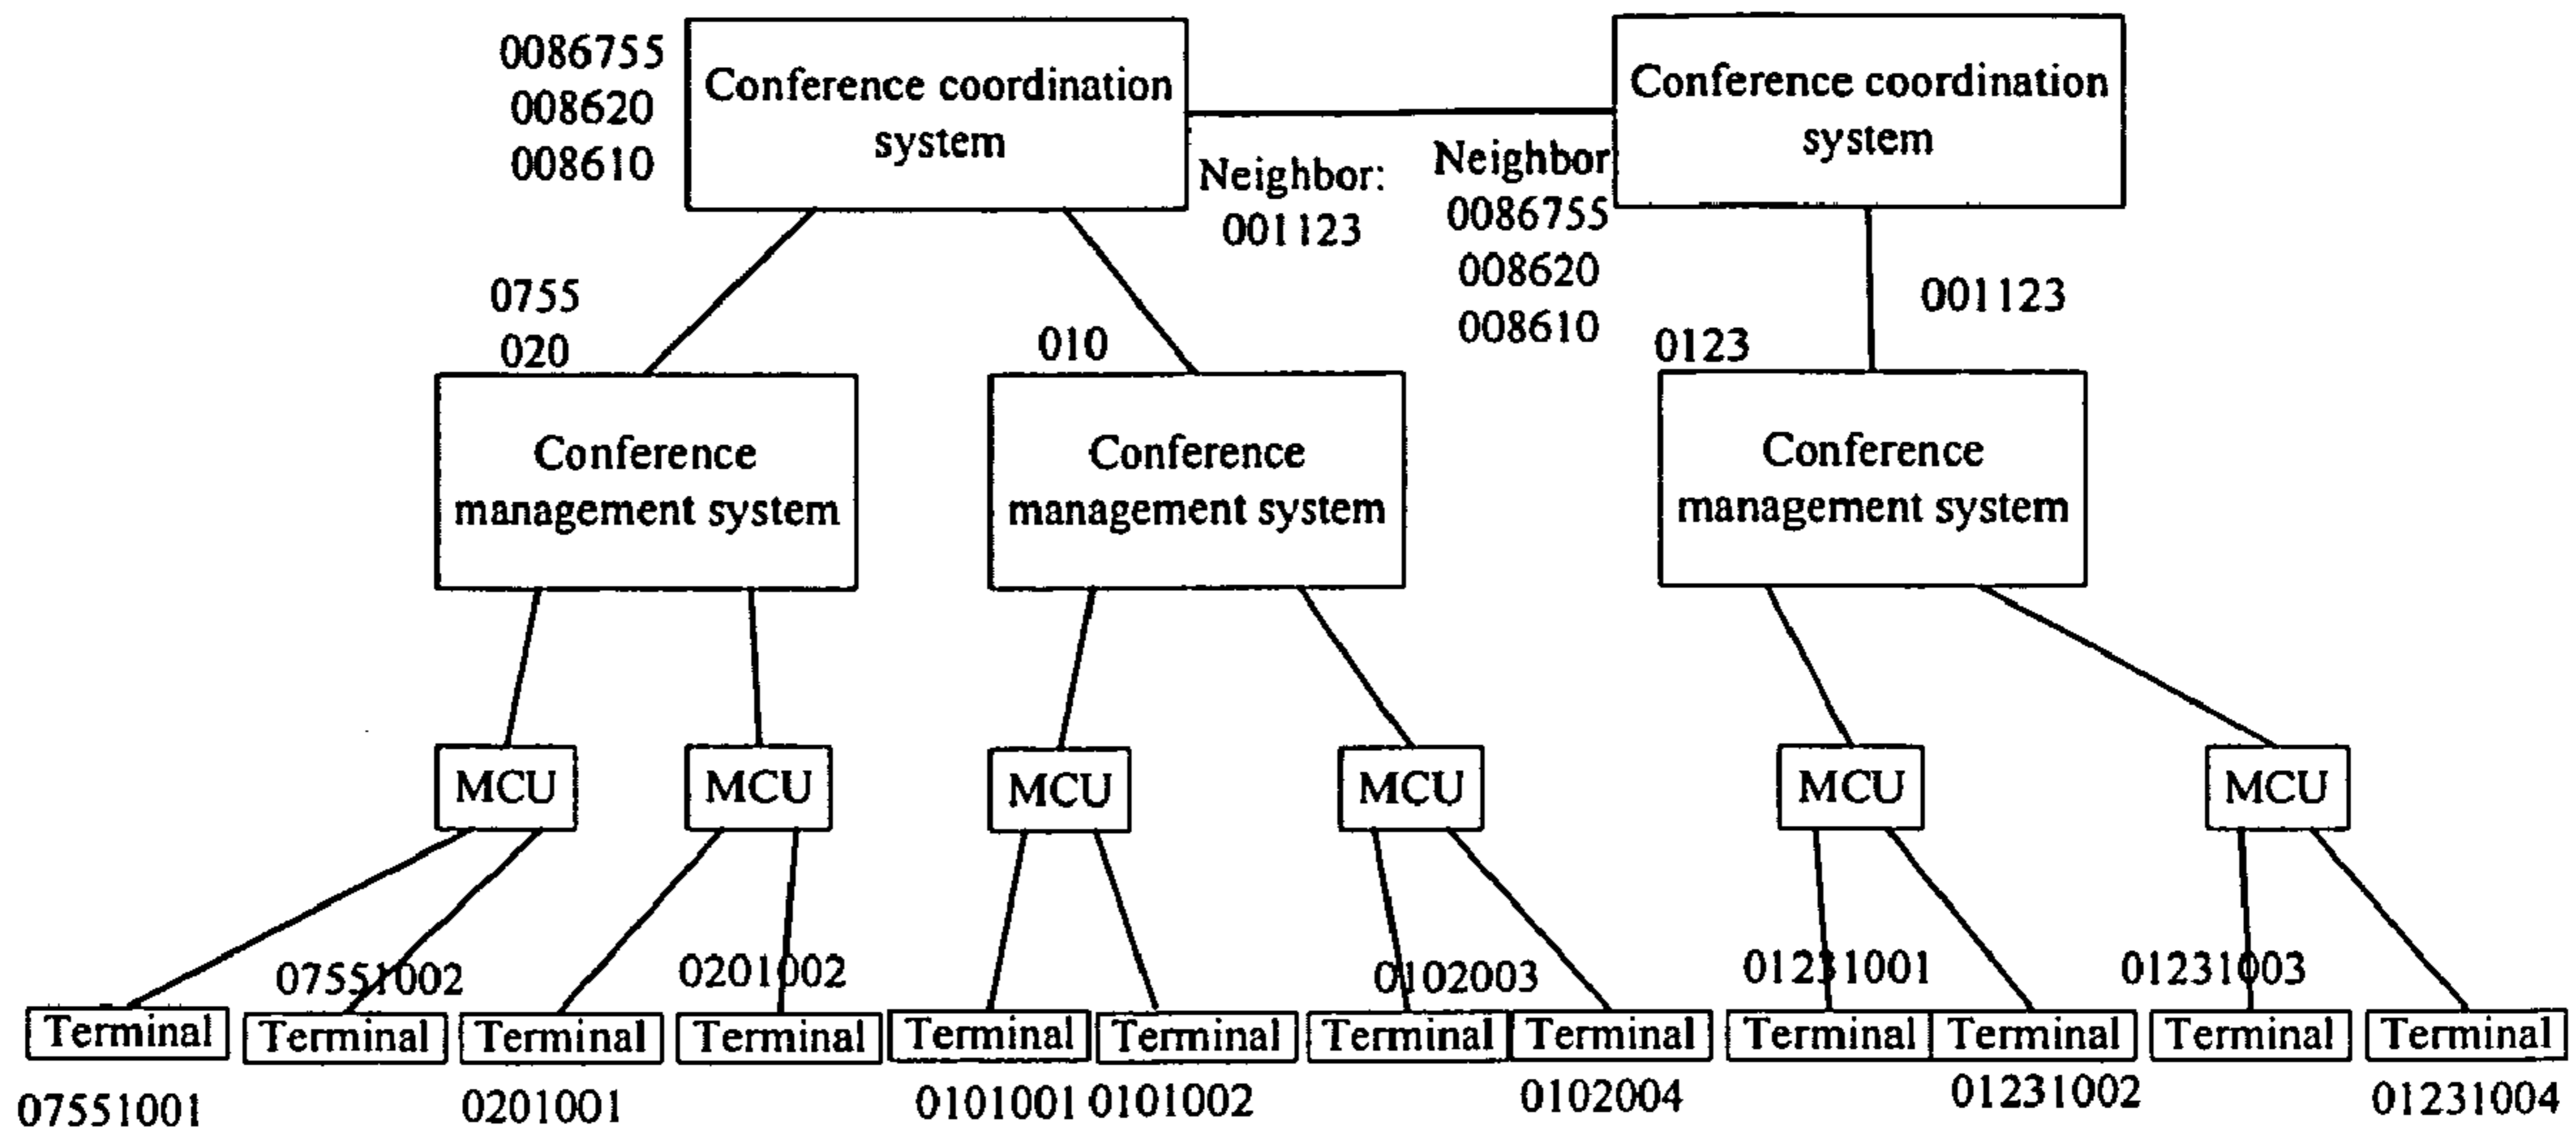 0086755
008620
008610
Conference coordination
system
Conference coordination
system
Neighbor:
001123
Neighbor
0086755
008620
008610
0755
020
010
0123
001123
Conference
management system
Conference
management system
Conference
management system
MCU
MCU
MCU
MCU
MCU
MCU
07551002
0201002
0102003
01231001
01231003
Terminal
Terminal
Terminal
Terminal
Terminal
Terminal
Terminal
Terminal
Terminal
Terminal
Terminal
Terminal
07551001
0201001
0101001
0101002
0102004
01231002
01231004